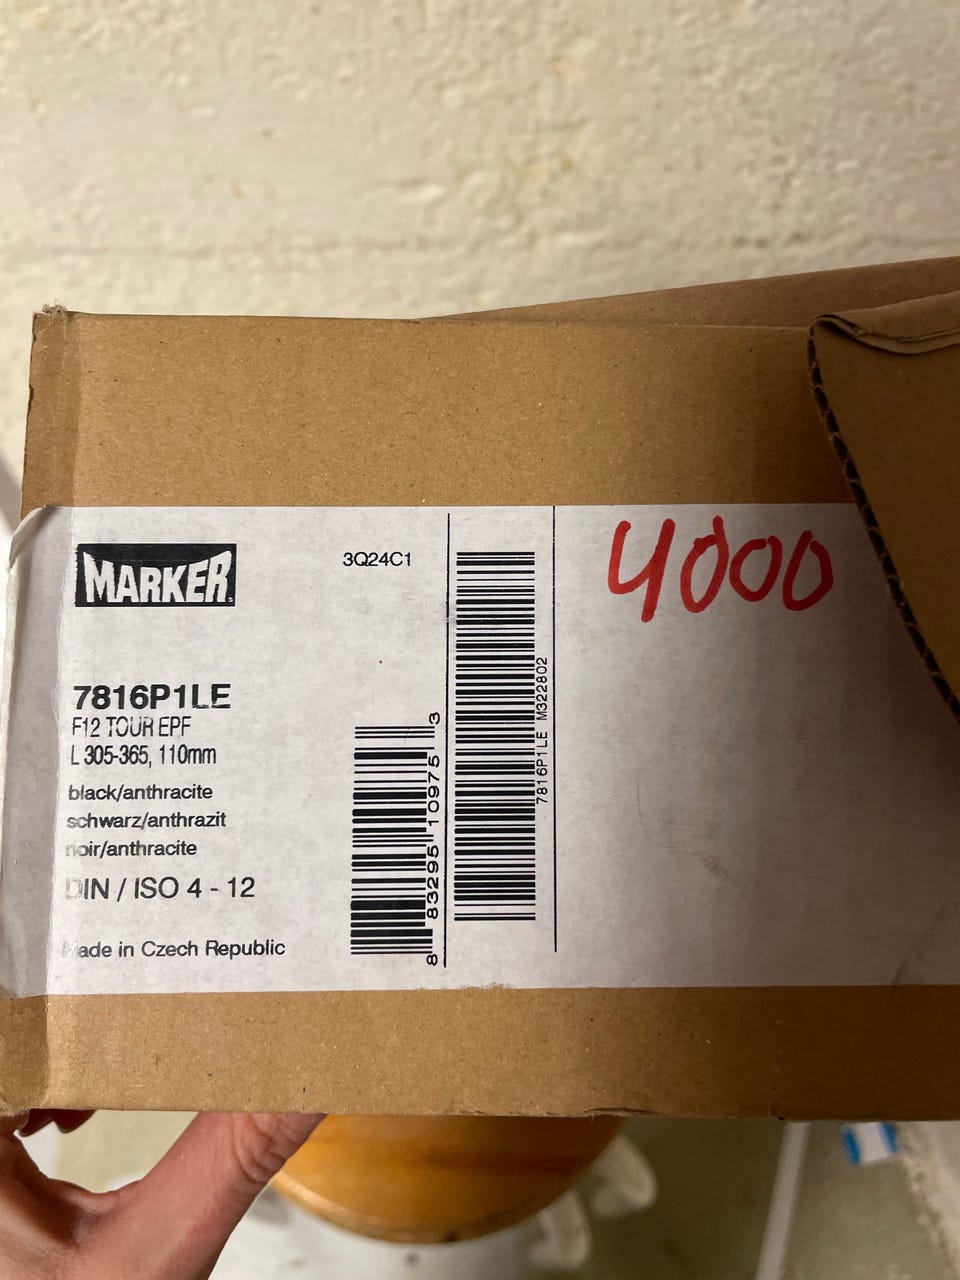 MARKER
3Q24C1
7816P1LE
F12 TOUR EPF
L 305-365, 110mm
black/anthracite
schwarz/anthrazit
noir/anthracite
DIN / ISO 4 - 12
Made in Czech Republic
8 83295 10975 3
7816P1LE M322802
4000